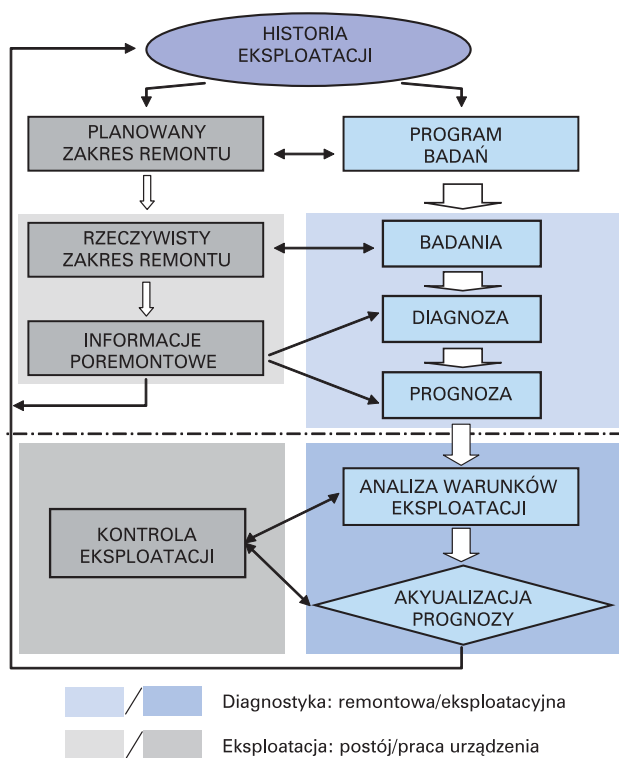 HISTORIA
EKSPLOATACJI
PLANOWANY
ZAKRES REMONTU
PROGRAM
BADAŃ
RZECZYWISTY
ZAKRES REMONTU
BADANIA
INFORMACJE
POREMONTOWE
DIAGNOZA
PROGNOZA
KONTROLA
EKSPLOATACJI
ANALIZA WARUNKÓW
EKSPLOATACJI
AKYUALIZACJA
PROGNOZY
Diagnostyka: remontowa/eksploatacyjna
Eksploatacja: postój/praca urządzenia